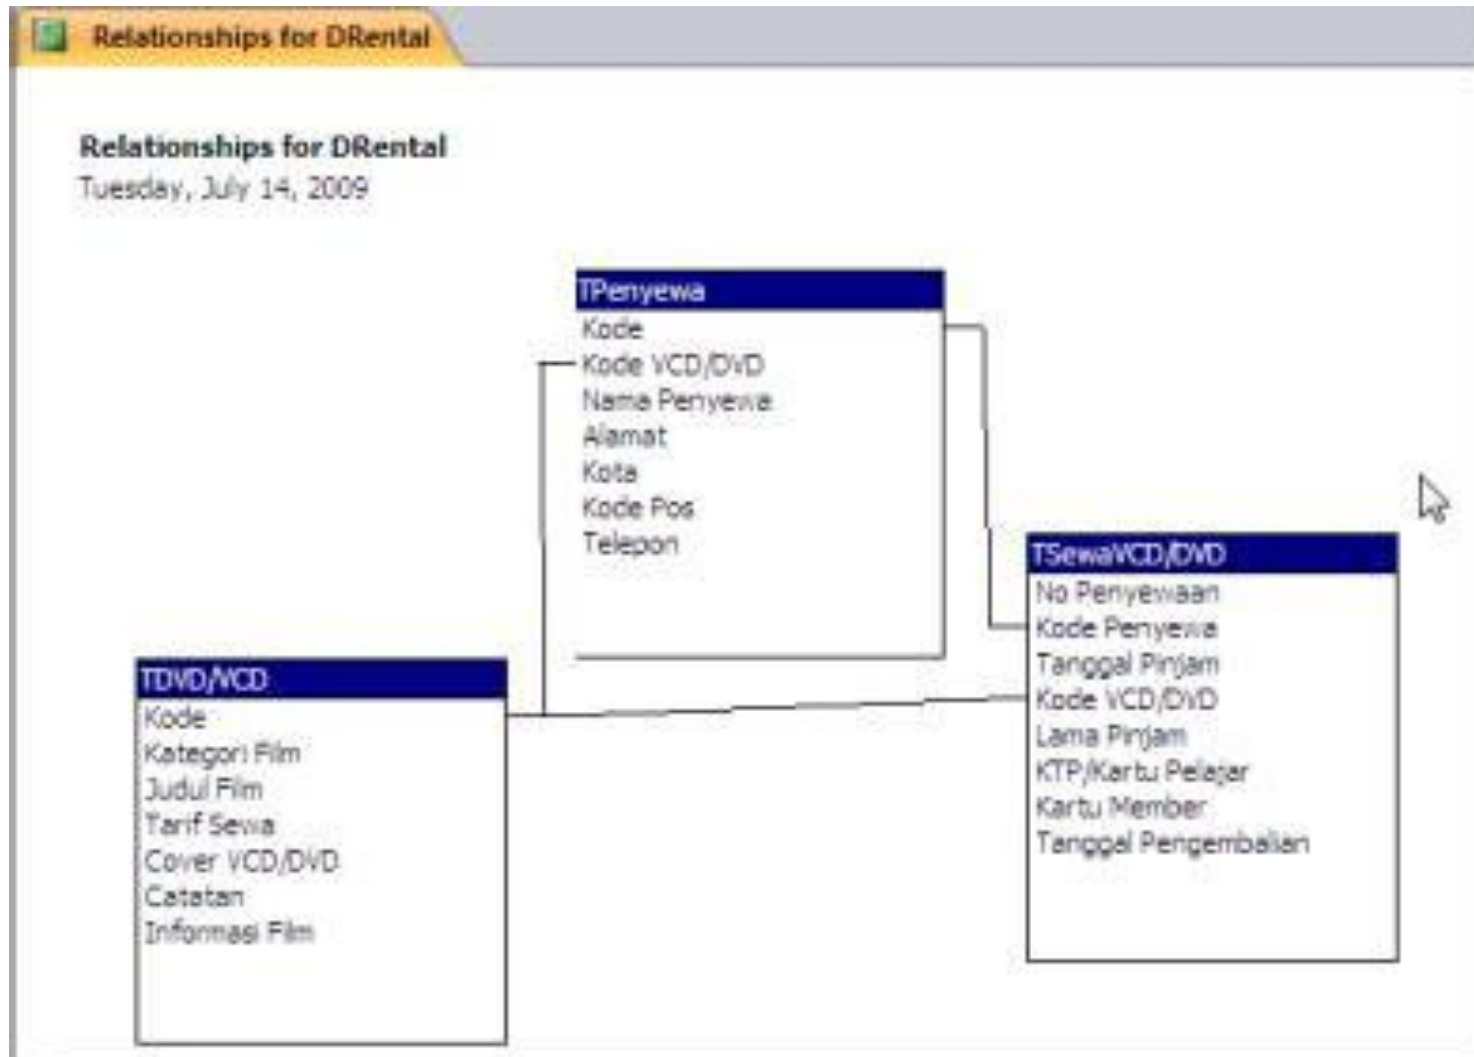 Relationships for DRental
Relationships for DRental
Tuesday, July 14, 2009
TPenyewa
Kode
Kode VCD/DVD
Nama Penyewa
Alamat
Kota
Kode Pos
Telepon
TSewaVCD/DVD
No Penyewaan
Kode Penyewa
Tanggal Pinjam
Kode VCD/DVD
Lama Pinjam
KTP/Kartu Pelajar
Kartu Member
Tanggal Pengembalian
TDVD/VCD
Kode
Kategori Film
Judul Film
Tarif Sewa
Cover VCD/DVD
Catatan
Informasi Film